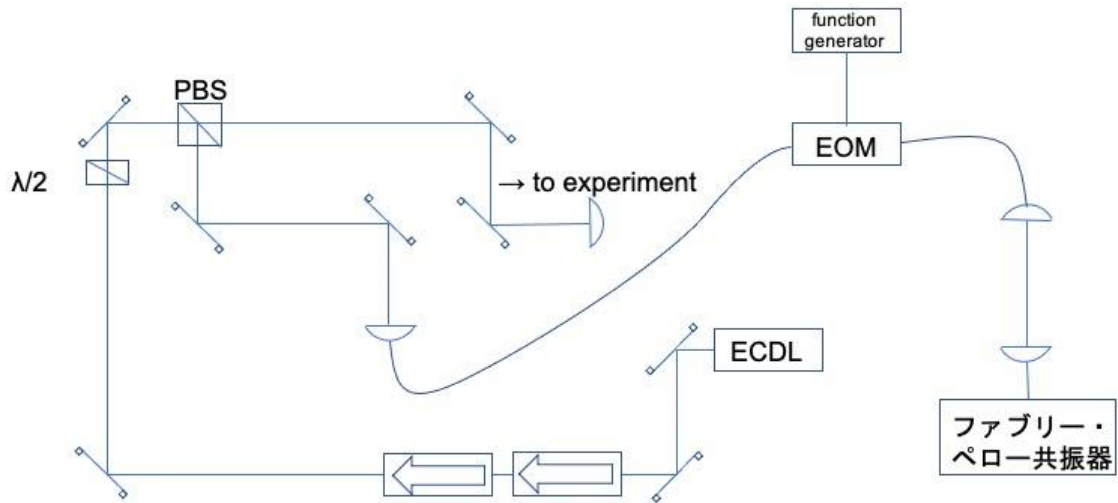 function
generator
PBS
EOM
λ/2
→ to experiment
ECDL
ファブリー・
ペロー共振器